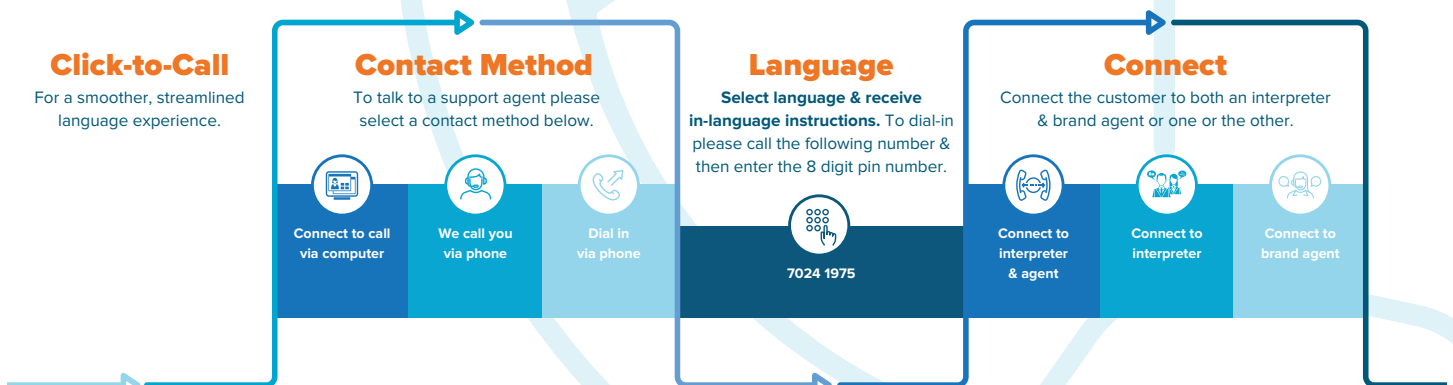 Click-to-Call
For a smoother, streamlined
language experience.
Contact Method
To talk to a support agent please
select a contact method below.
Connect to call
via computer
We call you
via phone
Dial in
via phone
Language
Select language & receive
in-language instructions. To dial-in
please call the following number &
then enter the 8 digit pin number.
7024 1975
Connect
Connect the customer to both an interpreter
& brand agent or one or the other.
Connect to
interpreter
& agent
Connect to
interpreter
Connect to
brand agent